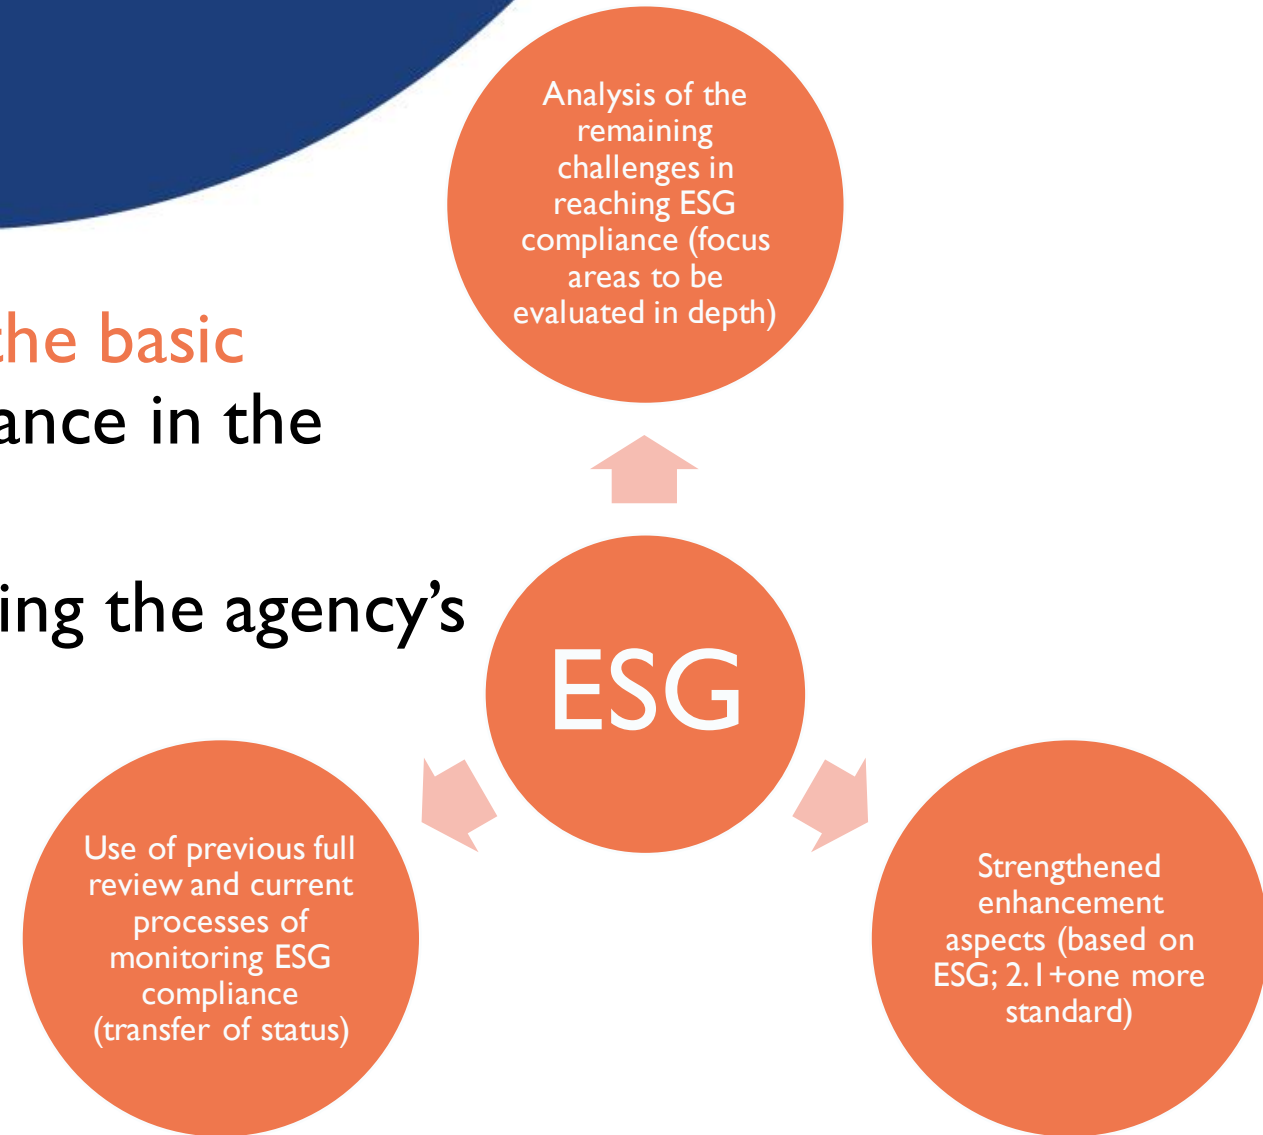 Analysis of the
remaining
challenges in
reaching ESG
compliance (focus
areas to be
evaluated in depth)
the basic
ance in the
ing the agency’s
ESG
Use of previous full
review and current
processes of
monitoring ESG
compliance
(transfer of status)
Strengthened
enhancement
aspects (based on
ESG; 2.1+one more
standard)